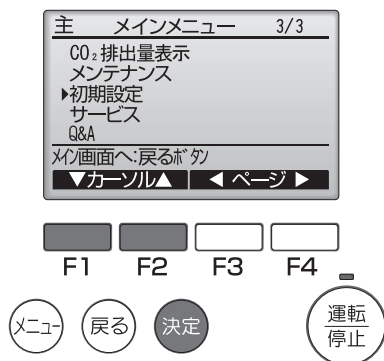 主 メインメニュー 3/3
CO₂排出量表示
メンテナンス
▶初期設定
サービス
Q&A
メイン画面へ:戻るボタン
▼カーソル▲ ◀ ページ ▶
F1 F2 F3 F4
メニュー 戻る 決定 運転
停止